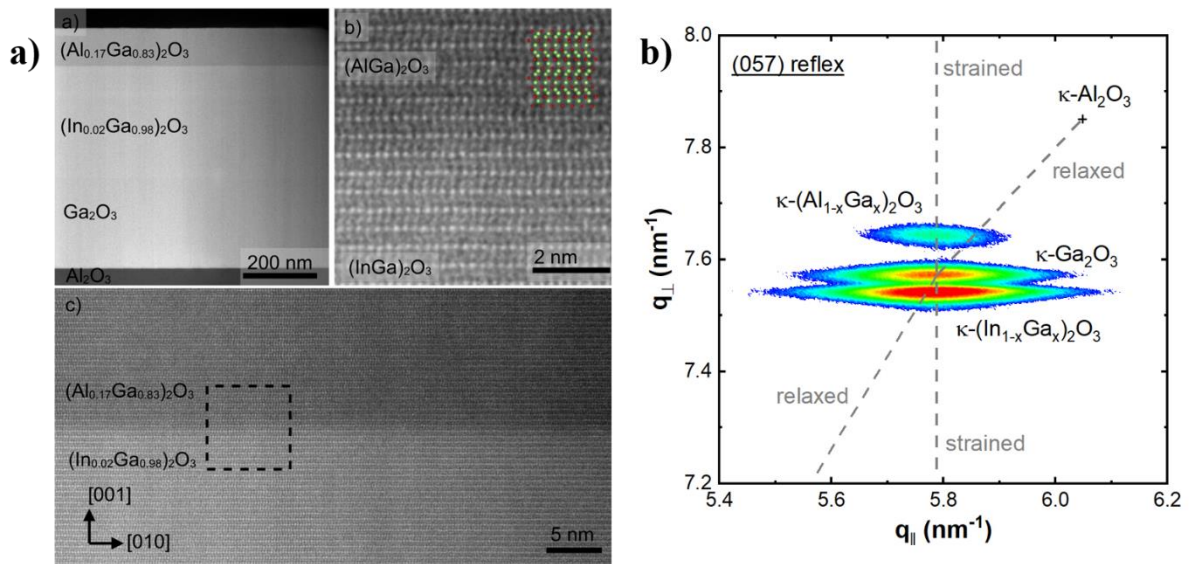 a)
a)
(Al₀.₁₇Ga₀.₈₃)₂O₃
(In₀.₀₂Ga₀.₉₈)₂O₃
Ga₂O₃
Al₂O₃
200 nm
b)
(AlGa)₂O₃
(InGa)₂O₃
2 nm
c)
(Al₀.₁₇Ga₀.₈₃)₂O₃
(In₀.₀₂Ga₀.₉₈)₂O₃
[001]
[010]
5 nm
b)
(057) reflex
strained
κ-Al₂O₃
relaxed
κ-(Al₁₋ₓGaₓ)₂O₃
κ-Ga₂O₃
κ-(In₁₋ₓGaₓ)₂O₃
relaxed
strained
8.0
7.8
7.6
7.4
7.2
q⊥ (nm⁻¹)
5.4 5.6 5.8 6.0 6.2
q∥ (nm⁻¹)